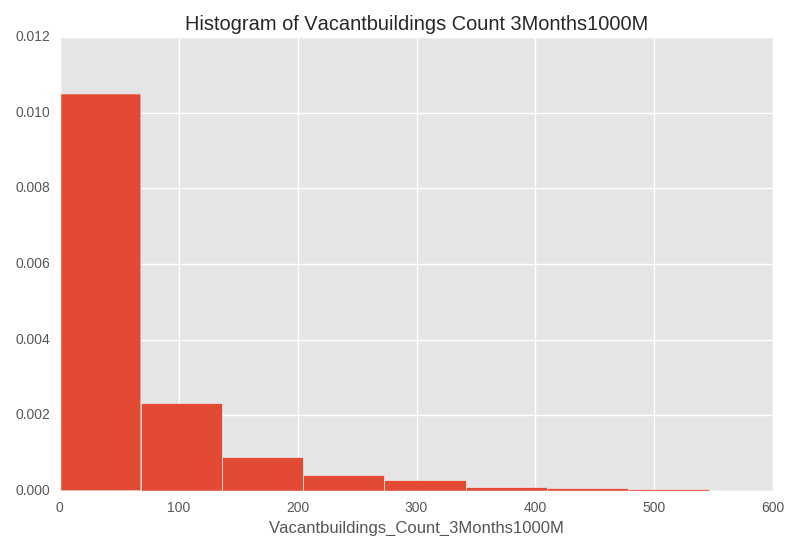 Histogram of Vacantbuildings Count 3Months1000M
0.012
0.010
0.008
0.006
0.004
0.002
0.000
0 100 200 300 400 500 600
Vacantbuildings_Count_3Months1000M